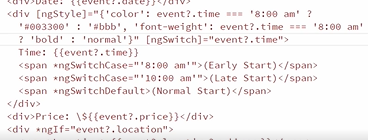 <div>Date: {{event?.date}}</div>
<div [ngStyle]="{'color': event?.time === '8:00 am' ?
'#003300' : '#bbb', 'font-weight': event?.time === '8:00 am'
? 'bold' : 'normal'}" [ngSwitch]="event?.time">
Time: {{event?.time}}
<span *ngSwitchCase="'8:00 am'">(Early Start)</span>
<span *ngSwitchCase="'10:00 am'">(Late Start)</span>
<span *ngSwitchDefault>(Normal Start)</span>
</div>
<div>Price: \${{event?.price}}</div>
<div *ngIf="event?.location">